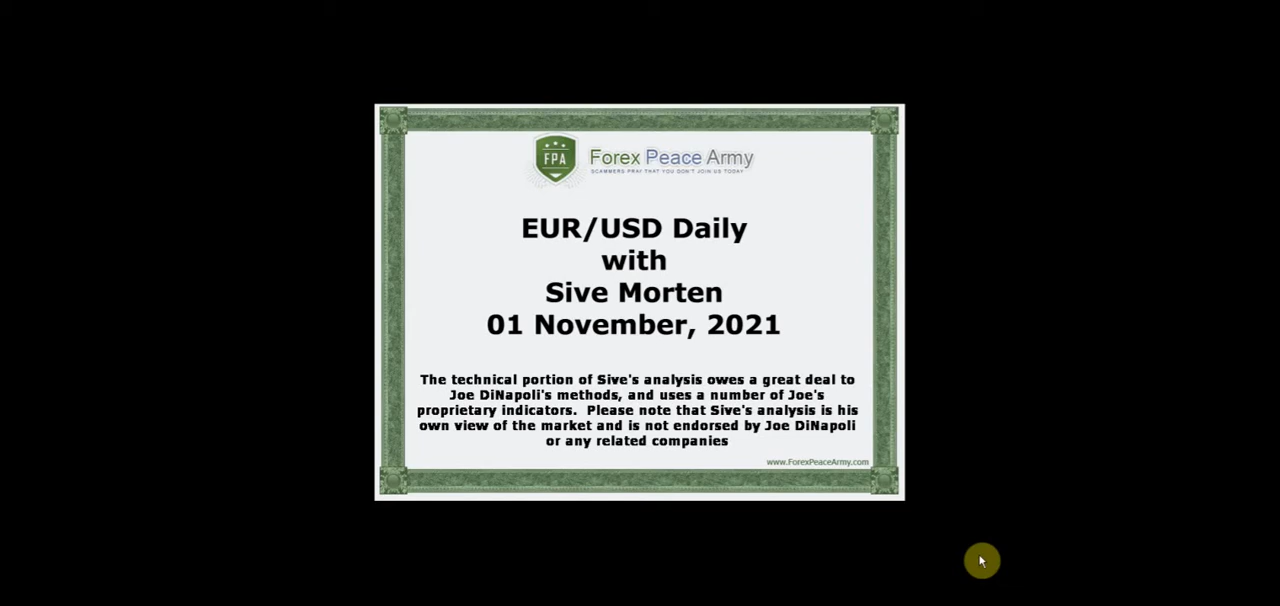 FPA
Forex Peace Army
SCAMMERS PRAY THAT YOU DON'T JOIN US TODAY
EUR/USD Daily
with
Sive Morten
01 November, 2021
The technical portion of Sive's analysis owes a great deal to
Joe DiNapoli's methods, and uses a number of Joe's
proprietary indicators.  Please note that Sive's analysis is his
own view of the market and is not endorsed by Joe DiNapoli
or any related companies
www.ForexPeaceArmy.com